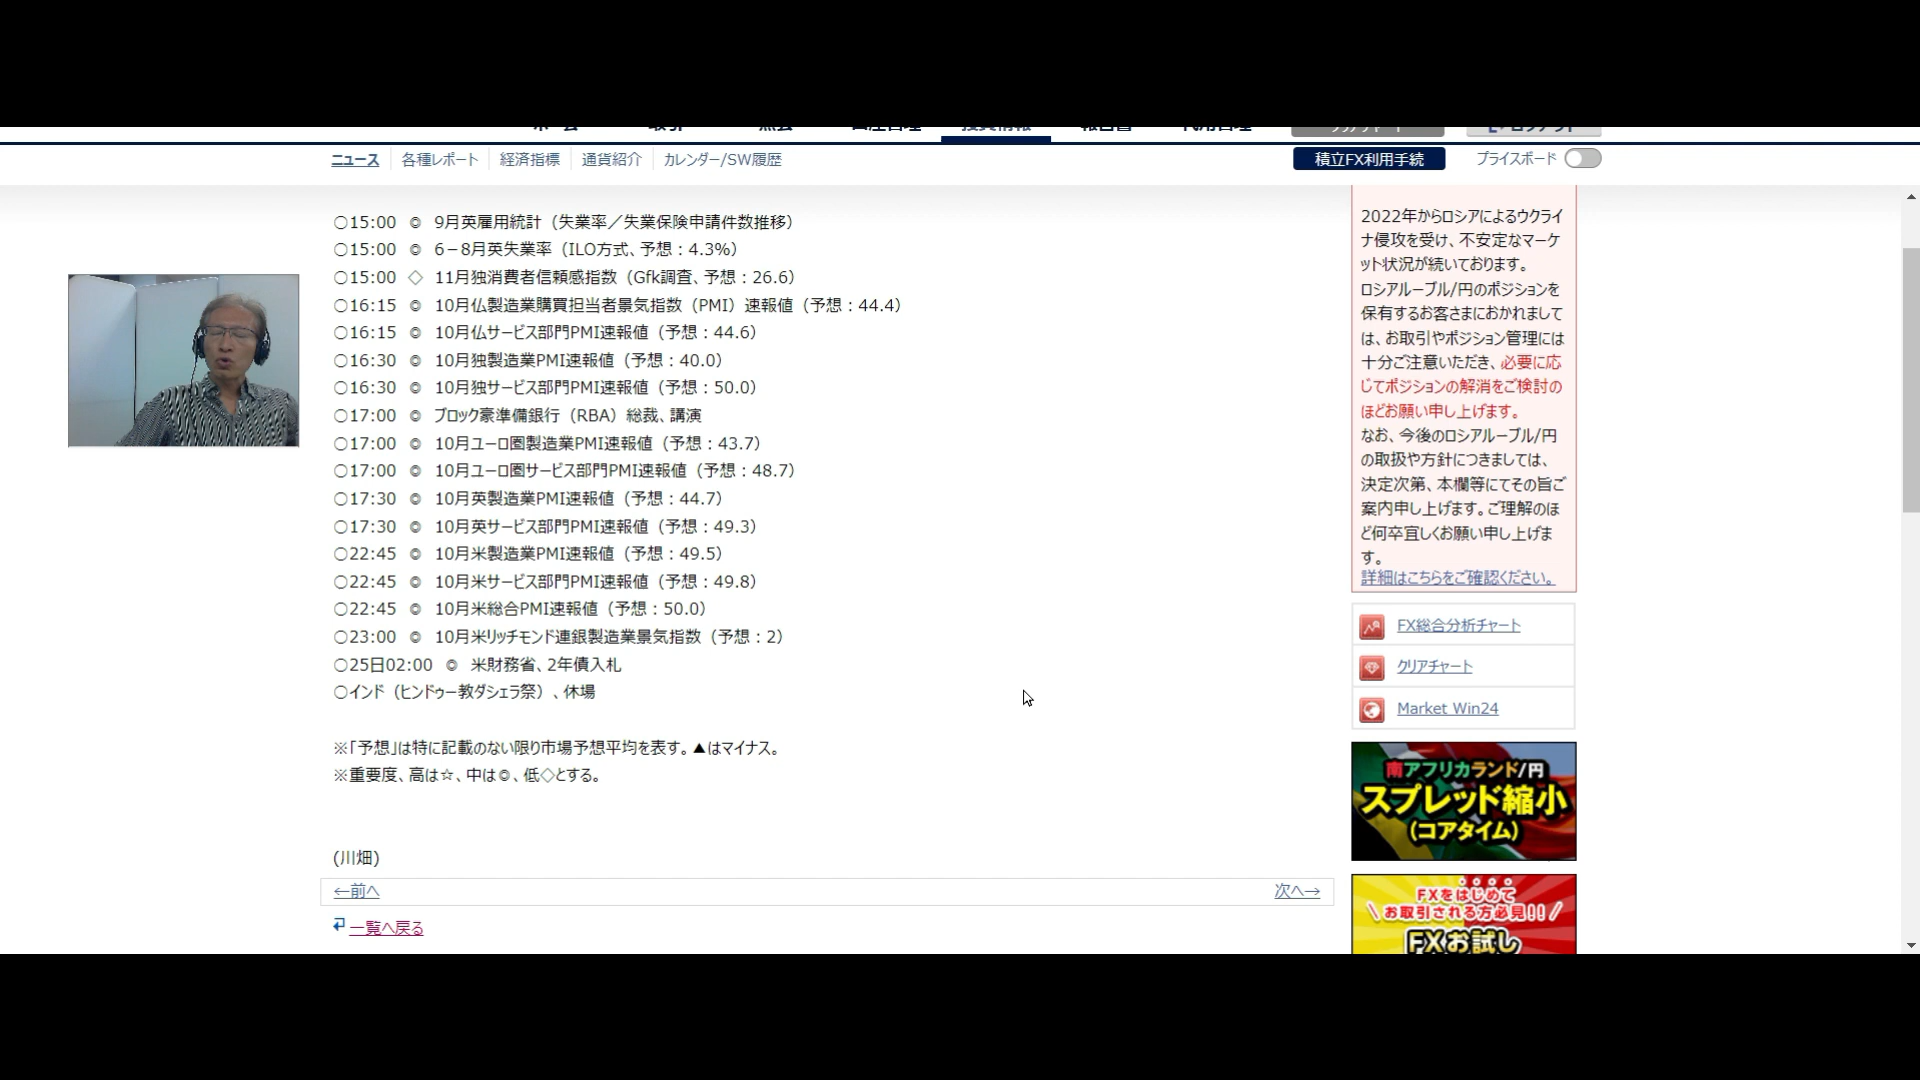 ホーム 取引 照会 口座管理 投資情報 報告書 代用管理 クリアチャート ログアウト
ニュース 各種レポート 経済指標 通貨紹介 カレンダー/SW履歴 積立FX利用手続 プライスボード
○15:00 ◎ 9月英雇用統計（失業率／失業保険申請件数推移）
○15:00 ◎ 6－8月英失業率（ILO方式、予想：4.3%）
○15:00 ◇ 11月独消費者信頼感指数（Gfk調査、予想：26.6）
○16:15 ◎ 10月仏製造業購買担当者景気指数（PMI）速報値（予想：44.4）
○16:15 ◎ 10月仏サービス部門PMI速報値（予想：44.6）
○16:30 ◎ 10月独製造業PMI速報値（予想：40.0）
○16:30 ◎ 10月独サービス部門PMI速報値（予想：50.0）
○17:00 ◎ ブロック豪準備銀行（RBA）総裁、講演
○17:00 ◎ 10月ユーロ圏製造業PMI速報値（予想：43.7）
○17:00 ◎ 10月ユーロ圏サービス部門PMI速報値（予想：48.7）
○17:30 ◎ 10月英製造業PMI速報値（予想：44.7）
○17:30 ◎ 10月英サービス部門PMI速報値（予想：49.3）
○22:45 ◎ 10月米製造業PMI速報値（予想：49.5）
○22:45 ◎ 10月米サービス部門PMI速報値（予想：49.8）
○22:45 ◎ 10月米総合PMI速報値（予想：50.0）
○23:00 ◎ 10月米リッチモンド連銀製造業景気指数（予想：2）
○25日02:00 ◎ 米財務省、2年債入札
○インド（ヒンドゥー教ダシェラ祭）、休場
※「予想」は特に記載のない限り市場予想平均を表す。▲はマイナス。
※重要度、高は☆、中は◎、低◇とする。
(川畑)
←前へ 次へ→
一覧へ戻る
2022年からロシアによるウクライ
ナ侵攻を受け、不安定なマーケ
ット状況が続いております。
ロシアルーブル/円のポジションを
保有するお客さまにおかれまして
は、お取引やポジション管理には
十分ご注意いただき、必要に応
じてポジションの解消をご検討の
ほどお願い申し上げます。
なお、今後のロシアルーブル/円
の取扱や方針につきましては、
決定次第、本欄等にてその旨ご
案内申し上げます。ご理解のほ
ど何卒宜しくお願い申し上げま
す。
詳細はこちらをご確認ください。
FX総合分析チャート
クリアチャート
Market Win24
南アフリカランド/円
スプレッド縮小
(コアタイム)
FXをはじめて
お取引される方必見!!
FXお試し